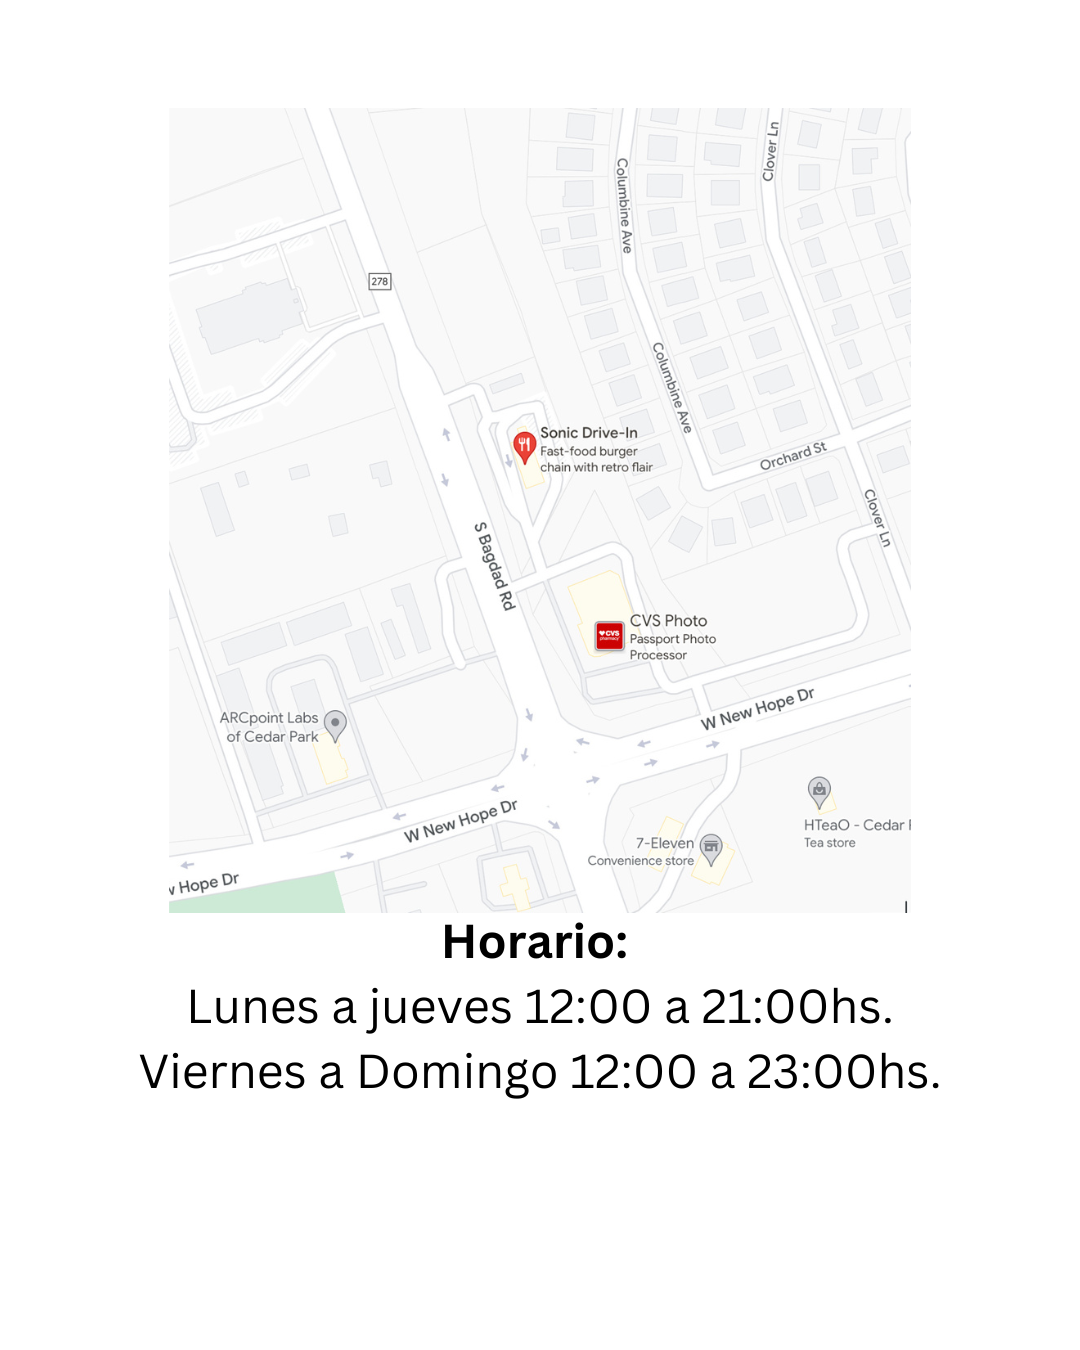 Clover Ln
Columbine Ave
278
Columbine Ave
Sonic Drive-In
Fast-food burger
chain with retro flair
Orchard St
Clover Ln
S Bagdad Rd
CVS Photo
Passport Photo
Processor
♥CVS
pharmacy
W New Hope Dr
ARCpoint Labs
of Cedar Park
W New Hope Dr
HTeaO - Cedar
Tea store
7-Eleven
Convenience store
Hope Dr
Horario:
Lunes a jueves 12:00 a 21:00hs.
Viernes a Domingo 12:00 a 23:00hs.